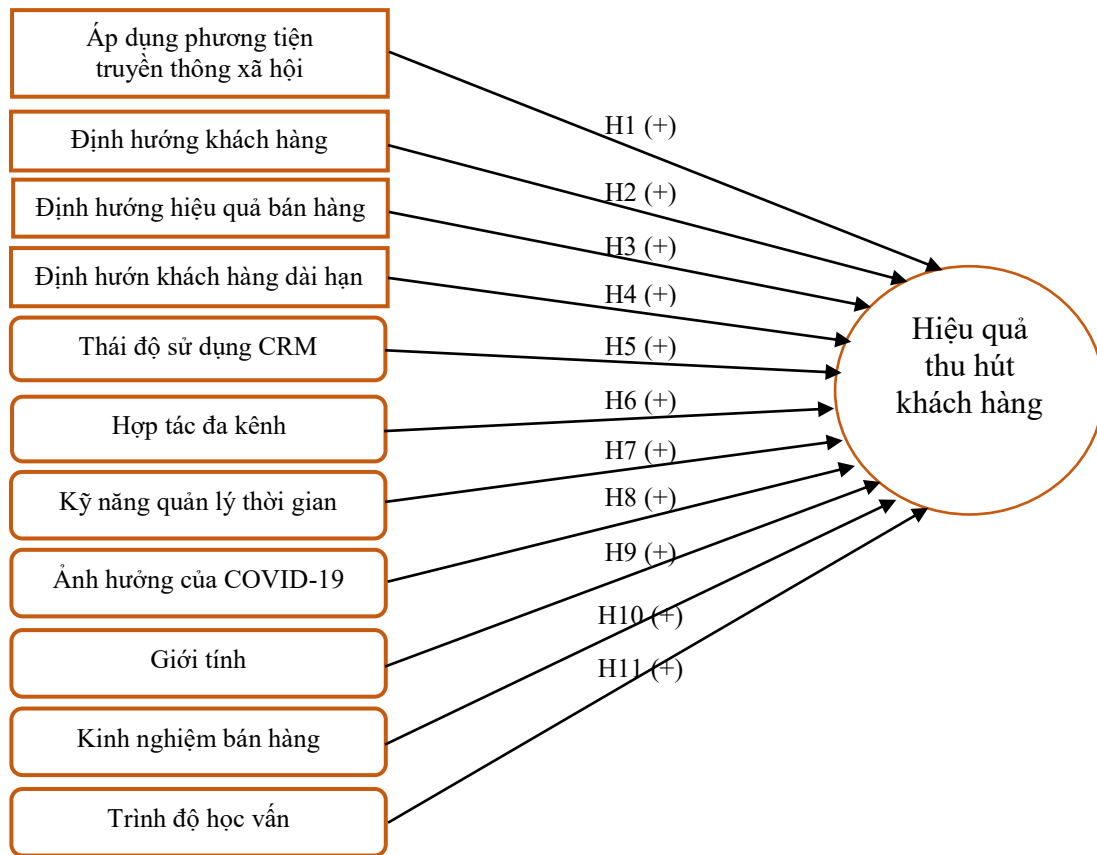 Áp dụng phương tiện
truyền thông xã hội
H1 (+)
Định hướng khách hàng
H2 (+)
Định hướng hiệu quả bán hàng
H3 (+)
Định hướn khách hàng dài hạn
H4 (+)
Thái độ sử dụng CRM
H5 (+)
Hợp tác đa kênh
H6 (+)
Kỹ năng quản lý thời gian
H7 (+)
Ảnh hưởng của COVID-19
H8 (+)
Giới tính
H9 (+)
Kinh nghiệm bán hàng
H10 (+)
Trình độ học vấn
H11 (+)
Hiệu quả
thu hút
khách hàng